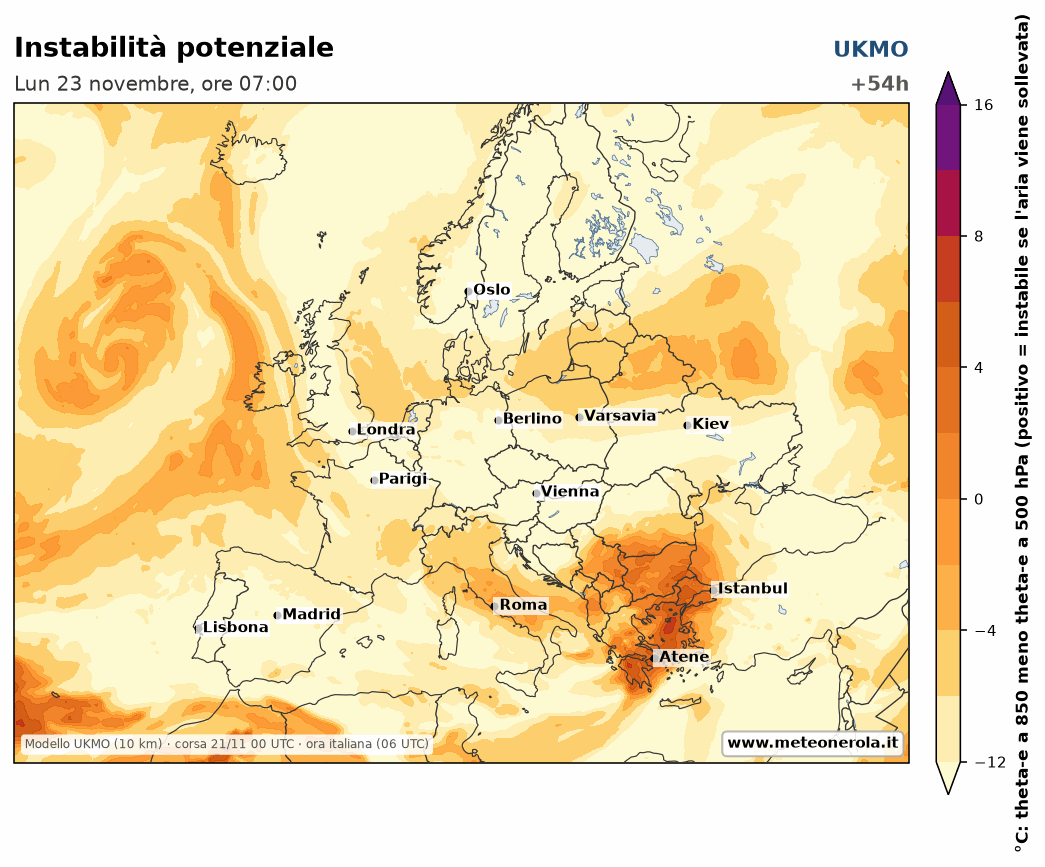 Instabilità potenziale
UKMO
Lun 23 novembre, ore 07:00
+54h
Oslo
Londra
Berlino
Varsavia
Kiev
Parigi
Vienna
Roma
Istanbul
Madrid
Lisbona
Atene
Modello UKMO (10 km) · corsa 21/11 00 UTC · ora italiana (06 UTC)
www.meteonerola.it
16
8
4
0
−4
−12
°C: theta-e a 850 meno theta-e a 500 hPa (positivo = instabile se l'aria viene sollevata)